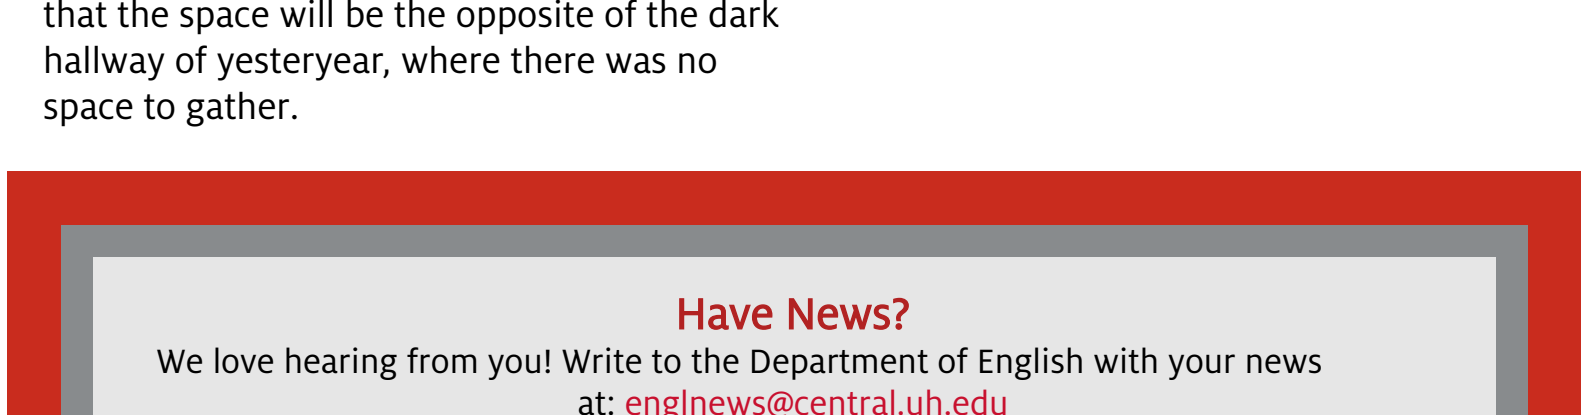 that the space will be the opposite of the dark
hallway of yesteryear, where there was no
space to gather.
Have News?
We love hearing from you! Write to the Department of English with your news
at: englnews@central.uh.edu